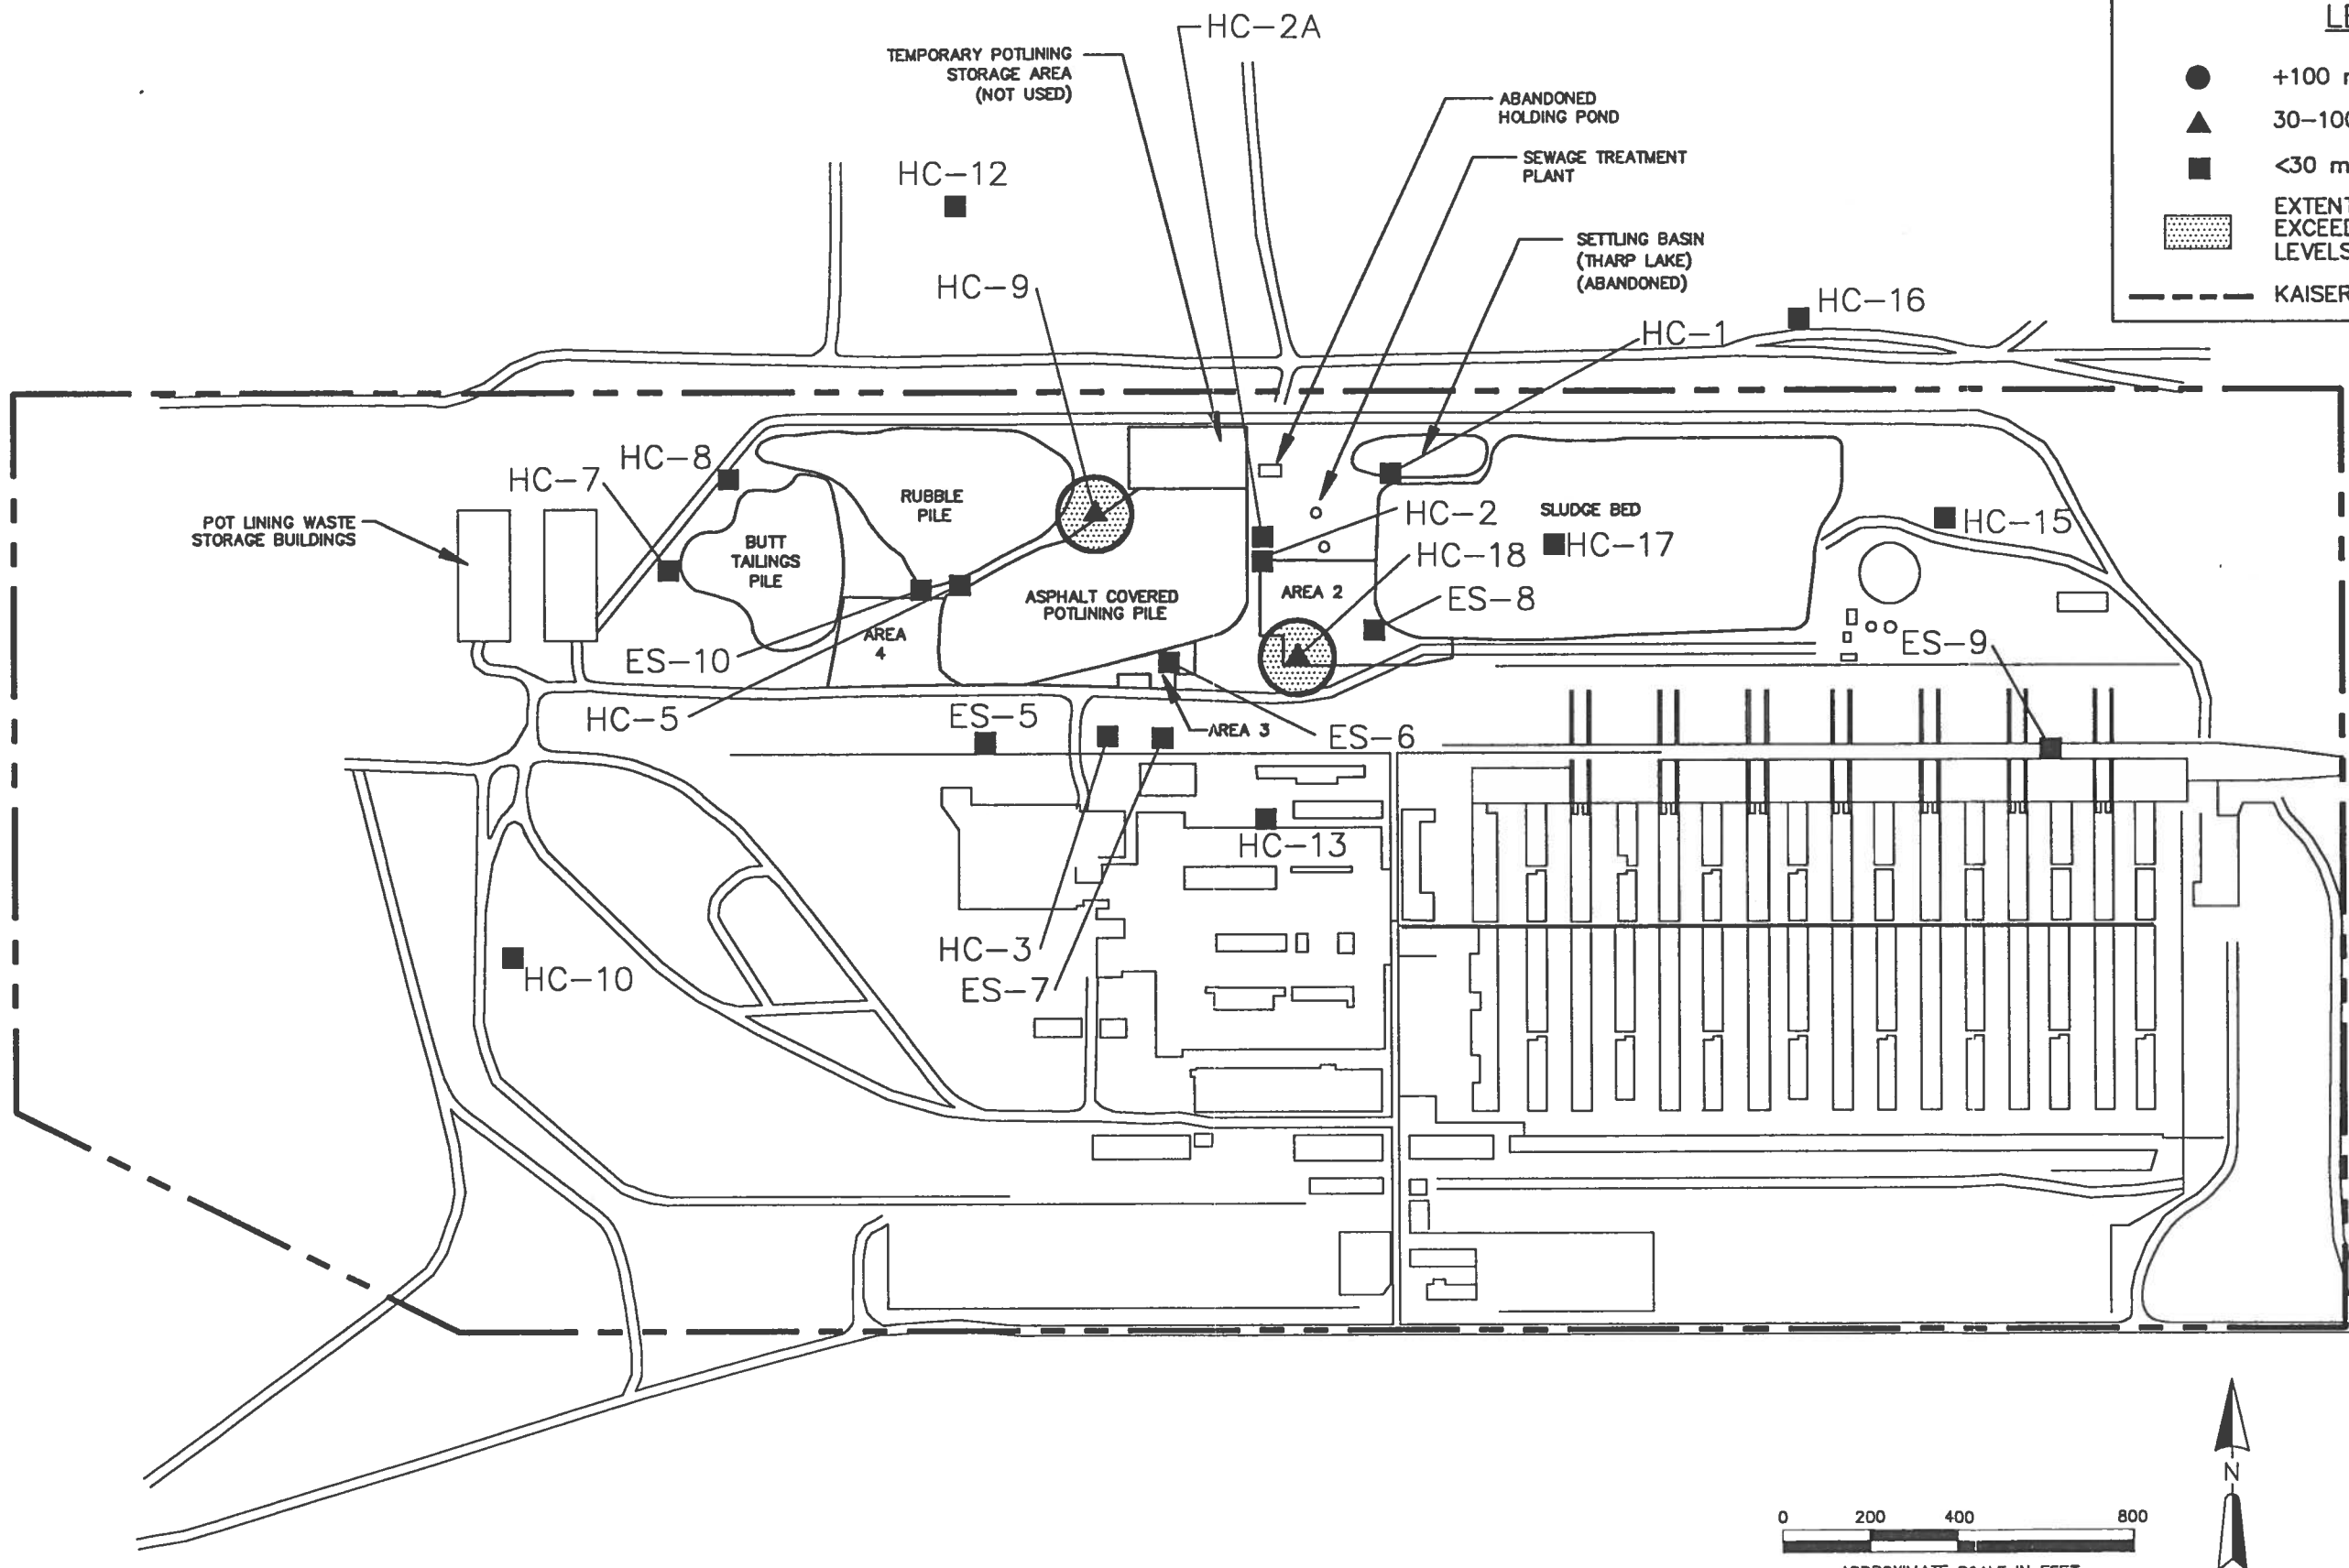 HC-2A
TEMPORARY POTLINING
STORAGE AREA
(NOT USED)
ABANDONED
HOLDING POND
SEWAGE TREATMENT
PLANT
SETTLING BASIN
(THARP LAKE)
(ABANDONED)
+100
30-100
<30
EXTENT
LEVELS
KAISER
HC-12
HC-9
HC-16
HC-1
HC-8
HC-7
POT LINING WASTE
STORAGE BUILDINGS
RUBBLE
PILE
BUTT
TAILINGS
PILE
HC-2
SLUDGE BED
HC-17
HC-15
HC-18
ASPHALT COVERED
POTLINING PILE
AREA 2
ES-8
AREA
4
ES-10
ES-9
HC-5
ES-5
AREA 3
ES-6
HC-13
HC-3
ES-7
HC-10
N
0 200 400 800